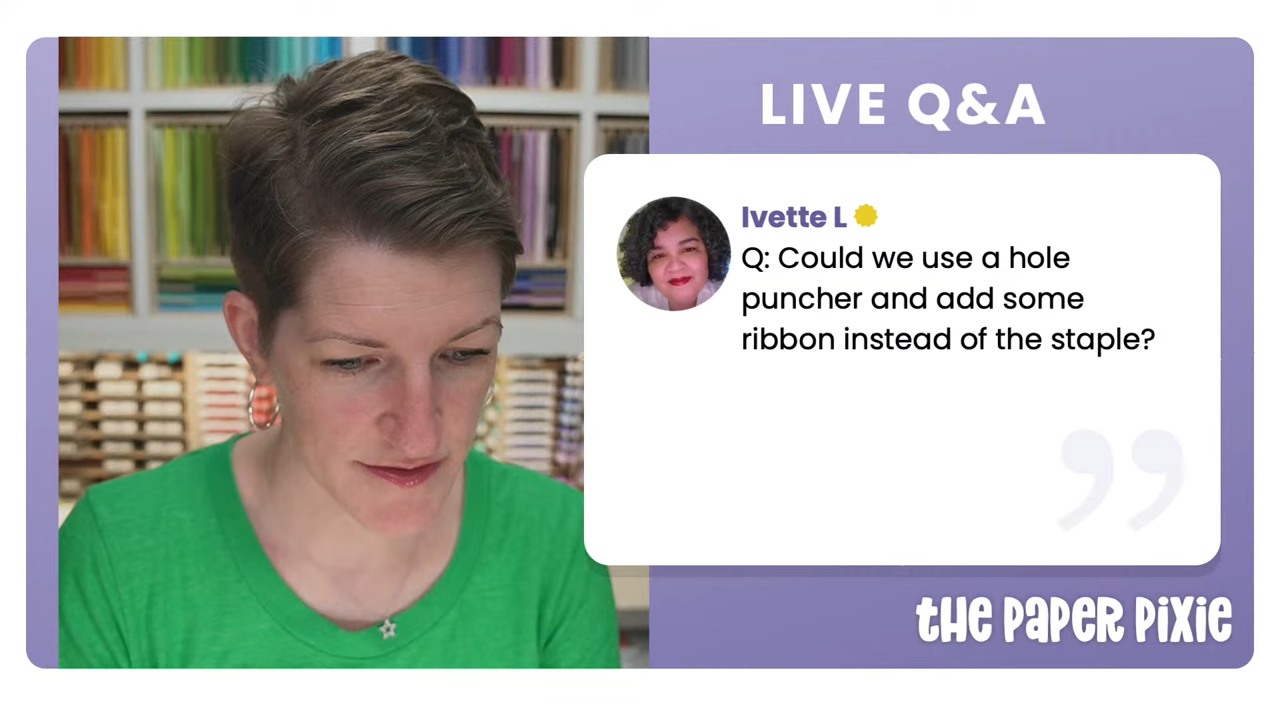 LIVE Q&A
Ivette L
Q: Could we use a hole
puncher and add some
ribbon instead of the staple?
the PAPER PiXiE